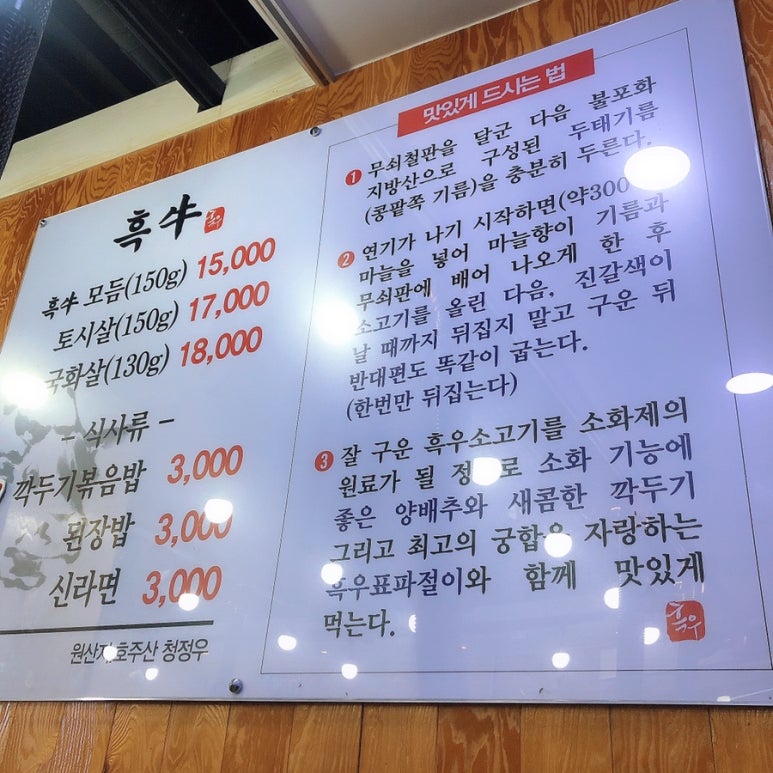 흑牛
흑牛 모듬(150g) 15,000
토시살(150g) 17,000
국화살(130g) 18,000
- 식사류 -
깍두기볶음밥 3,000
된장밥 3,000
신라면 3,000
호주산 청정우
맛있게 드시는 법
1 무쇠철판을 달군 다음 불포화
지방산으로 구성된 두태기름
(콩팥쪽 기름)을 충분히 두른다.
2 연기가 나기 시작하면(약300
마늘을 넣어 마늘향이 기름과
무쇠판에 배어 나오게 한 후
소고기를 올린 다음, 진갈색이
날 때까지 뒤집지 말고 구운 뒤
반대편도 똑같이 굽는다.
(한번만 뒤집는다)
3 잘 구운 흑우소고기를 소화제의
원료가 될 소화 기능에
좋은 양배추와 새콤한 깍두기
그리고 최고의 궁합을 자랑하는
흑우표파절이와 함께 맛있게
먹는다.
흑우